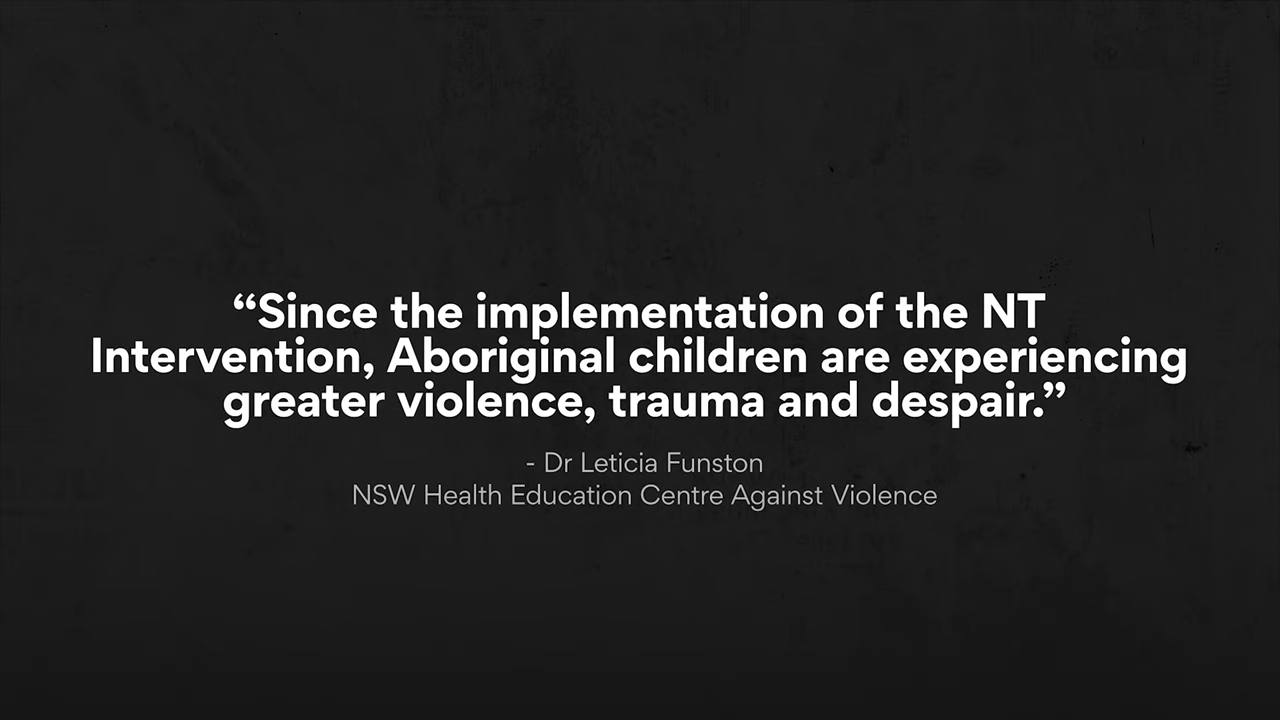 “Since the implementation of the NT
Intervention, Aboriginal children are experiencing
greater violence, trauma and despair.”
- Dr Leticia Funston
NSW Health Education Centre Against Violence